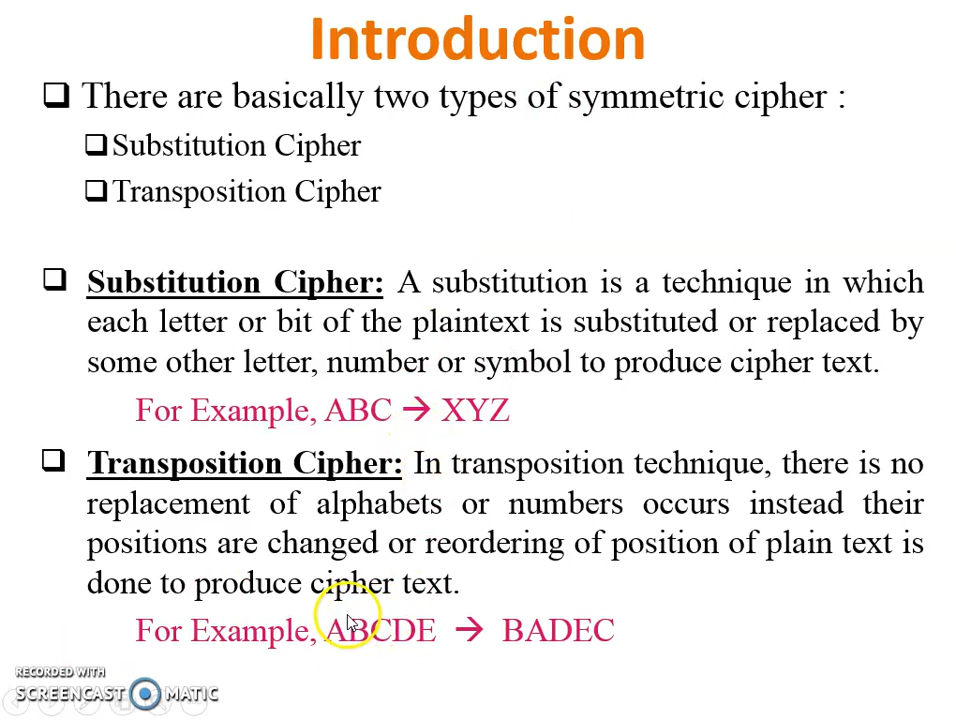 Introduction
There are basically two types of symmetric cipher :
Substitution Cipher
Transposition Cipher
Substitution Cipher: A substitution is a technique in which
each letter or bit of the plaintext is substituted or replaced by
some other letter, number or symbol to produce cipher text.
For Example, ABC → XYZ
Transposition Cipher: In transposition technique, there is no
replacement of alphabets or numbers occurs instead their
positions are changed or reordering of position of plain text is
done to produce cipher text.
For Example, ABCDE → BADEC
RECORDED WITH
SCREENCAST MATIC